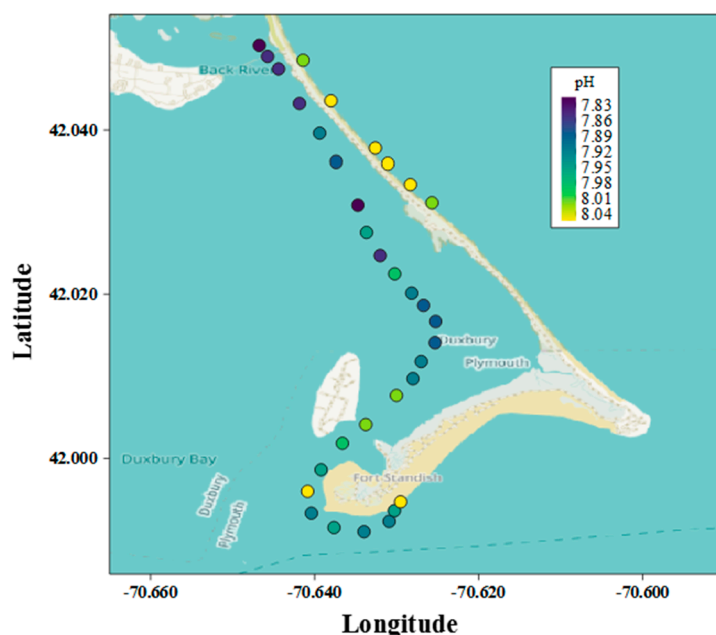 Back River
pH
7.83
7.86
7.89
7.92
7.95
7.98
8.01
8.04
42.040
42.020
42.000
Latitude
Duxbury
Plymouth
Duxbury Bay
Fort Standish
Duxbury
Plymouth
-70.660
-70.640
-70.620
-70.600
Longitude